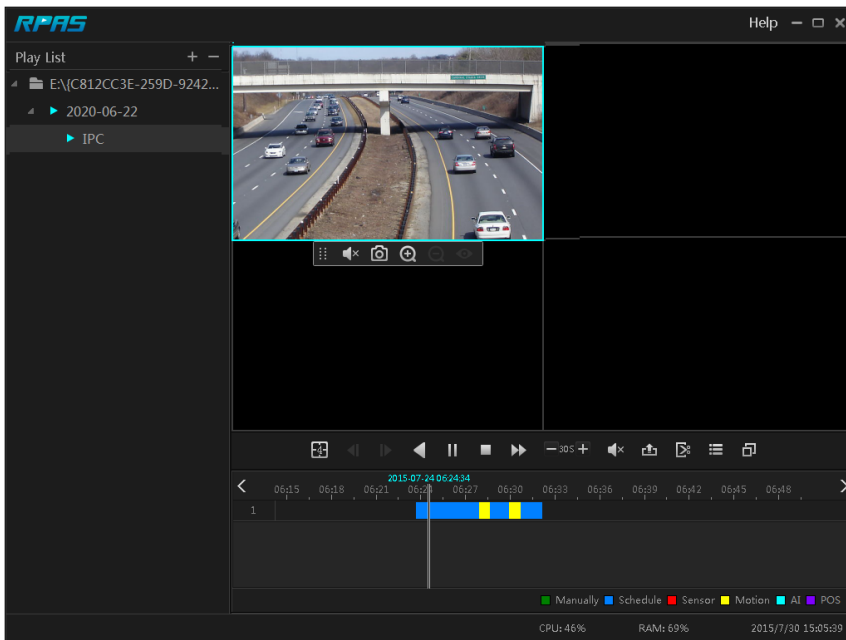 RPAS
Help
Play List
E:\{C812CC3E-259D-9242...
2020-06-22
IPC
-4-
30S
2015-07-24 06:24:34
06:15 06:18 06:21 06:24 06:27 06:30 06:33 06:36 06:39 06:42 06:45 06:48
1
Manually Schedule Sensor Motion AI POS
CPU: 46% RAM: 69% 2015/7/30 15:05:39